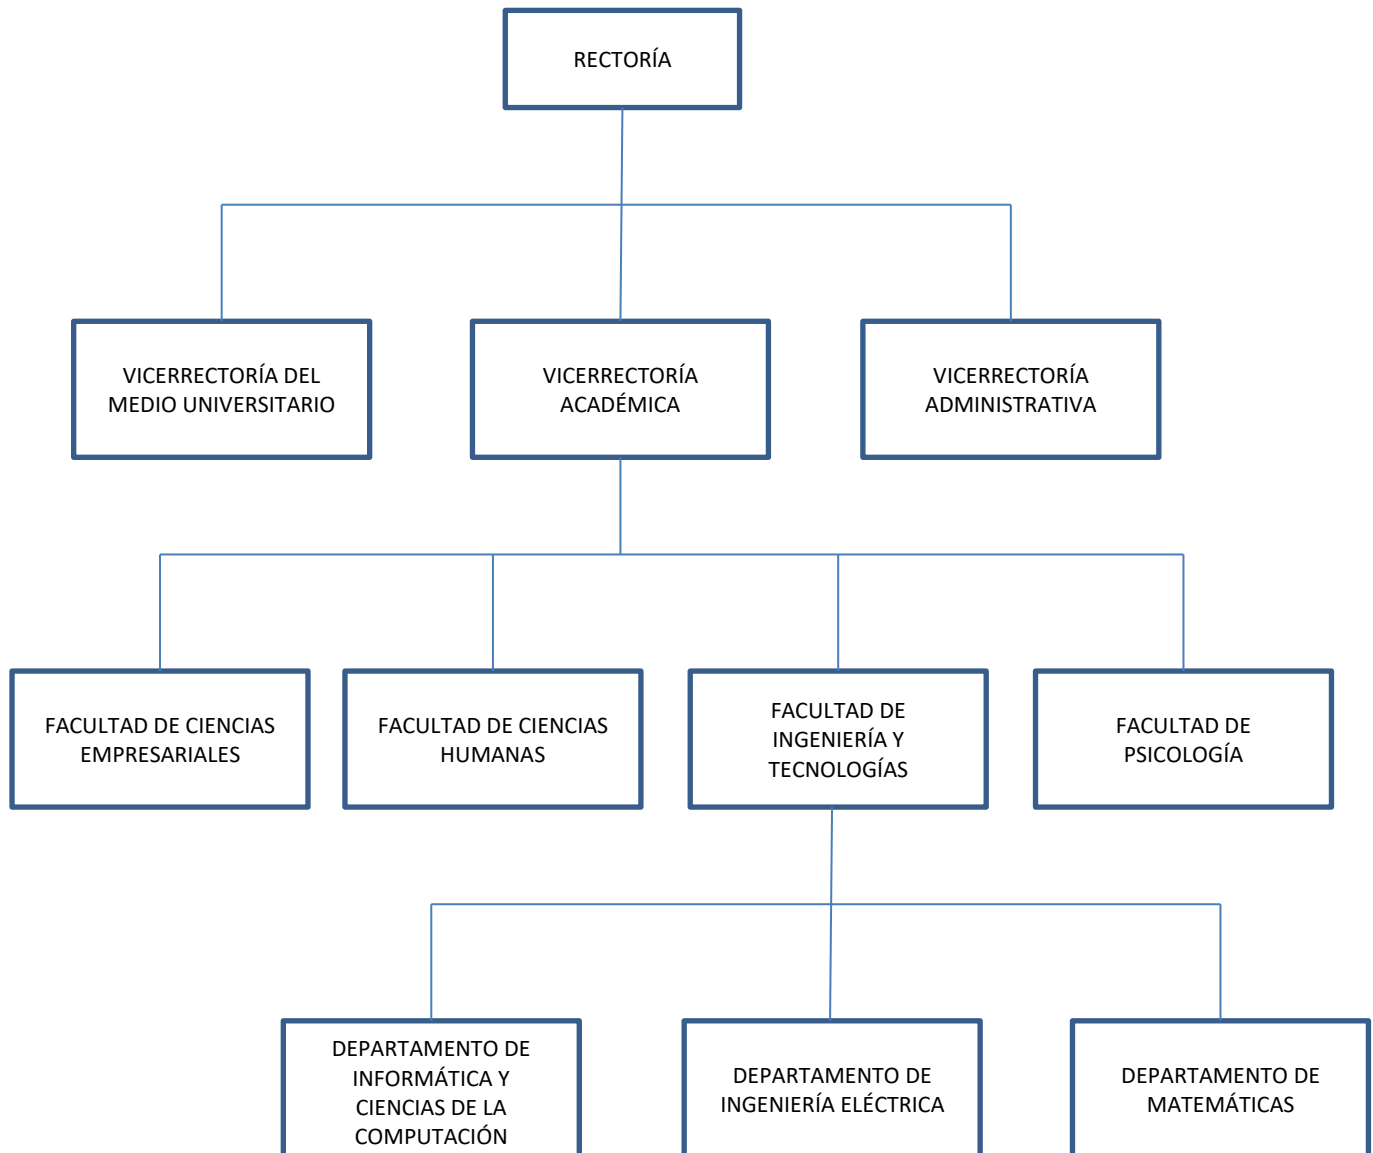 RECTORÍA
VICERRECTORÍA DEL
MEDIO UNIVERSITARIO
VICERRECTORÍA
ACADÉMICA
VICERRECTORÍA
ADMINISTRATIVA
FACULTAD DE CIENCIAS
EMPRESARIALES
FACULTAD DE CIENCIAS
HUMANAS
FACULTAD DE
INGENIERÍA Y
TECNOLOGÍAS
FACULTAD DE
PSICOLOGÍA
DEPARTAMENTO DE
INFORMÁTICA Y
CIENCIAS DE LA
COMPUTACIÓN
DEPARTAMENTO DE
INGENIERÍA ELÉCTRICA
DEPARTAMENTO DE
MATEMÁTICAS